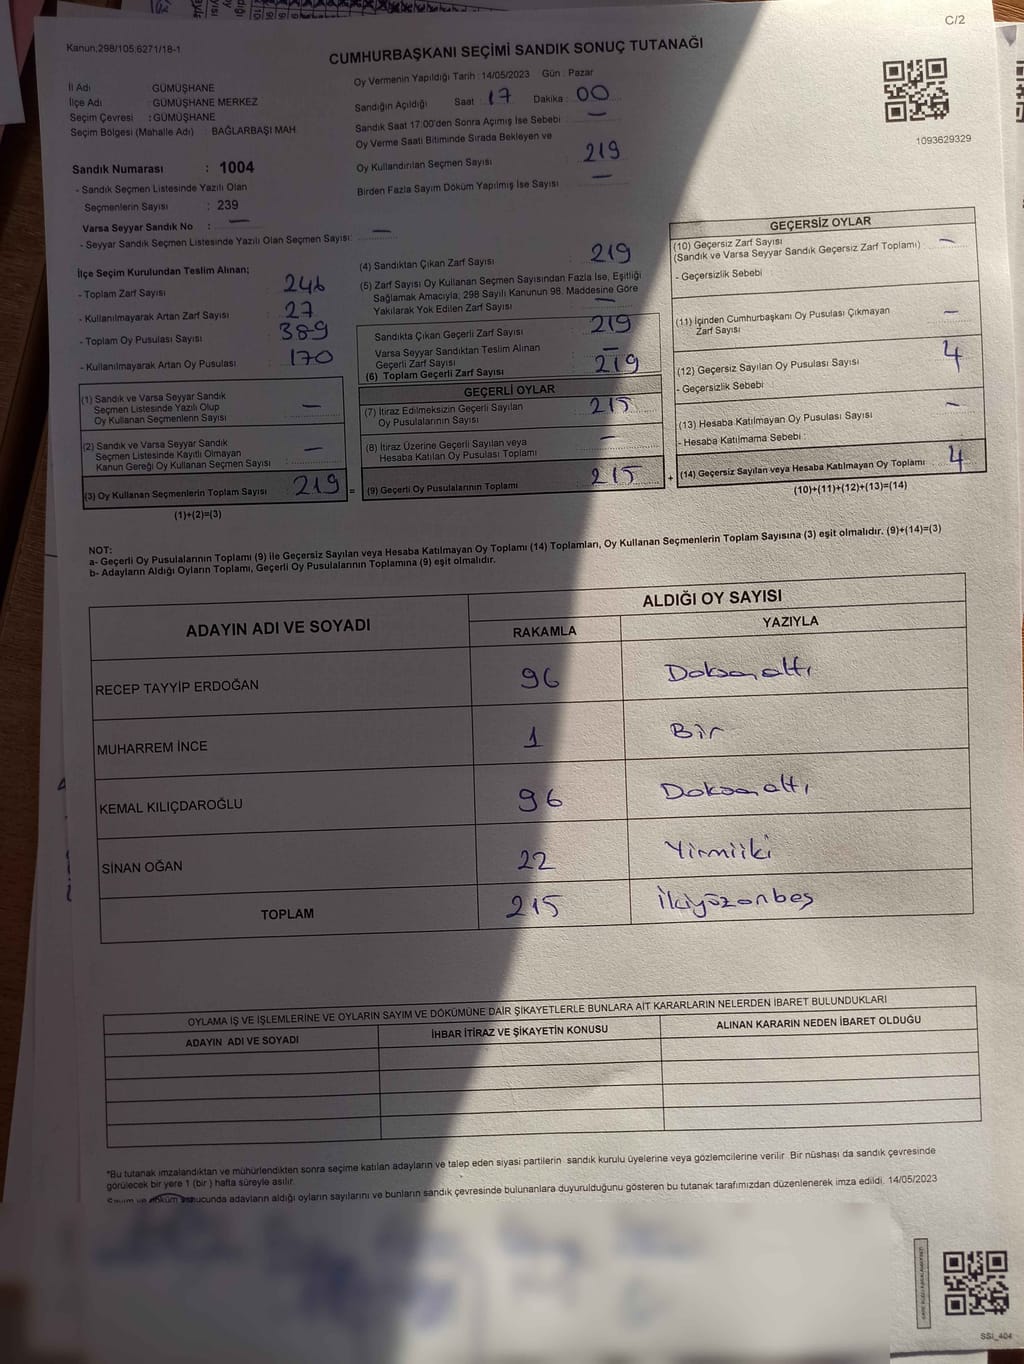 C/2
Kanun;298/105;6271/18-1
CUMHURBAŞKANI SEÇİMİ SANDIK SONUÇ TUTANAĞI
1093629329
İl Adı GÜMÜŞHANE
İlçe Adı : GÜMÜŞHANE MERKEZ
Seçim Çevresi : GÜMÜŞHANE
Seçim Bölgesi (Mahalle Adı) : BAĞLARBAŞI MAH.
Sandık Numarası : 1004
- Sandık Seçmen Listesinde Yazılı Olan
Seçmenlerin Sayısı : 239
Varsa Seyyar Sandık No : —
- Seyyar Sandık Seçmen Listesinde Yazılı Olan Seçmen Sayısı: —
Oy Vermenin Yapıldığı Tarih : 14/05/2023 Gün : Pazar
Sandığın Açıldığı Saat : 17 Dakika : 00
Sandık Saat 17:00'den Sonra Açımış İse Sebebi —
Oy Verme Saati Bitiminde Sırada Bekleyen ve
Oy Kullandırılan Seçmen Sayısı 219
Birden Fazla Sayım Döküm Yapılmış İse Sayısı —
İlçe Seçim Kurulundan Teslim Alınan;
- Toplam Zarf Sayısı 246
- Kullanılmayarak Artan Zarf Sayısı 27
- Toplam Oy Pusulası Sayısı 389
- Kullanılmayarak Artan Oy Pusulası 170
(1) Sandık ve Varsa Seyyar Sandık
Seçmen Listesinde Yazılı Olup
Oy Kullanan Seçmenlerın Sayısı —
(2) Sandık ve Varsa Seyyar Sandık
Seçmen Listesinde Kayıtlı Olmayan
Kanun Gereği Oy Kullanan Seçmen Sayısı —
(3) Oy Kullanan Seçmenlerin Toplam Sayısı 219 =
(1)+(2)=(3)
(4) Sandıktan Çıkan Zarf Sayısı 219
(5) Zarf Sayısı Oy Kullanan Seçmen Sayısından Fazla İse, Eşitliği
Sağlamak Amacıyla; 298 Sayılı Kanunun 98. Maddesine Göre
Yakılarak Yok Edilen Zarf Sayısı —
Sandıkta Çıkan Geçerli Zarf Sayısı 219
Varsa Seyyar Sandıktan Teslim Alınan
Geçerli Zarf Sayısı —
(6) Toplam Geçerli Zarf Sayısı 219
GEÇERLİ OYLAR
(7) İtiraz Edilmeksizin Geçerli Sayılan
Oy Pusulalarının Sayısı 215
(8) İtiraz Üzerine Geçerli Sayılan veya
Hesaba Katılan Oy Pusulası Toplamı —
(9) Geçerli Oy Pusulalarının Toplamı 215 +
GEÇERSİZ OYLAR
(10) Geçersiz Zarf Sayısı
(Sandık ve Varsa Seyyar Sandık Geçersiz Zarf Toplamı) —
- Geçersizlik Sebebi :
(11) İçinden Cumhurbaşkanı Oy Pusulası Çıkmayan
Zarf Sayısı —
(12) Geçersiz Sayılan Oy Pusulası Sayısı 4
- Geçersizlik Sebebi :
(13) Hesaba Katılmayan Oy Pusulası Sayısı —
- Hesaba Katılmama Sebebi :
(14) Geçersiz Sayılan veya Hesaba Katılmayan Oy Toplamı 4
(10)+(11)+(12)+(13)=(14)
NOT:
a- Geçerli Oy Pusulalarının Toplamı (9) ile Geçersiz Sayılan veya Hesaba Katılmayan Oy Toplamı (14) Toplamları, Oy Kullanan Seçmenlerin Toplam Sayısına (3) eşit olmalıdır. (9)+(14)=(3)
b- Adayların Aldığı Oyların Toplamı, Geçerli Oy Pusulalarının Toplamına (9) eşit olmalıdır.
ADAYIN ADI VE SOYADI
ALDIĞI OY SAYISI
RAKAMLA YAZIYLA
RECEP TAYYİP ERDOĞAN 96 Doksanaltı
MUHARREM İNCE 1 Bir
KEMAL KILIÇDAROĞLU 96 Doksanaltı
SİNAN OĞAN 22 Yirmiiki
TOPLAM 215 İkiyüzonbeş
OYLAMA İŞ VE İŞLEMLERİNE VE OYLARIN SAYIM VE DÖKÜMÜNE DAİR ŞİKAYETLERLE BUNLARA AİT KARARLARIN NELERDEN İBARET BULUNDUKLARI
ADAYIN ADI VE SOYADI İHBAR İTİRAZ VE ŞİKAYETİN KONUSU ALINAN KARARIN NEDEN İBARET OLDUĞU
*Bu tutanak imzalandıktan ve mühürlendikten sonra seçime katılan adayların ve talep eden siyasi partilerin sandık kurulu üyelerine veya gözlemcilerine verilir. Bir nüshası da sandık çevresinde
görülecek bir yere 1 (bir ) hafta süreyle asılır.
Sayım ve döküm sonucunda adayların aldığı oyların sayılarını ve bunların sandık çevresinde bulunanlara duyurulduğunu gösteren bu tutanak tarafımızdan düzenlenerek imza edildi. 14/05/2023
SSI_404